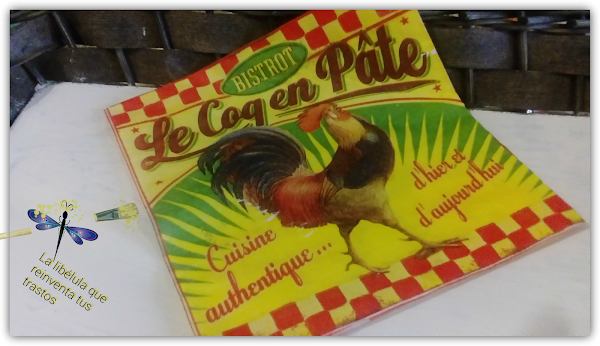 BISTROT
Le Coq en Pâte
d'hier et
d'aujourd'hui
Cuisine
authentique...
La libélula que
reinventa tus
trastos